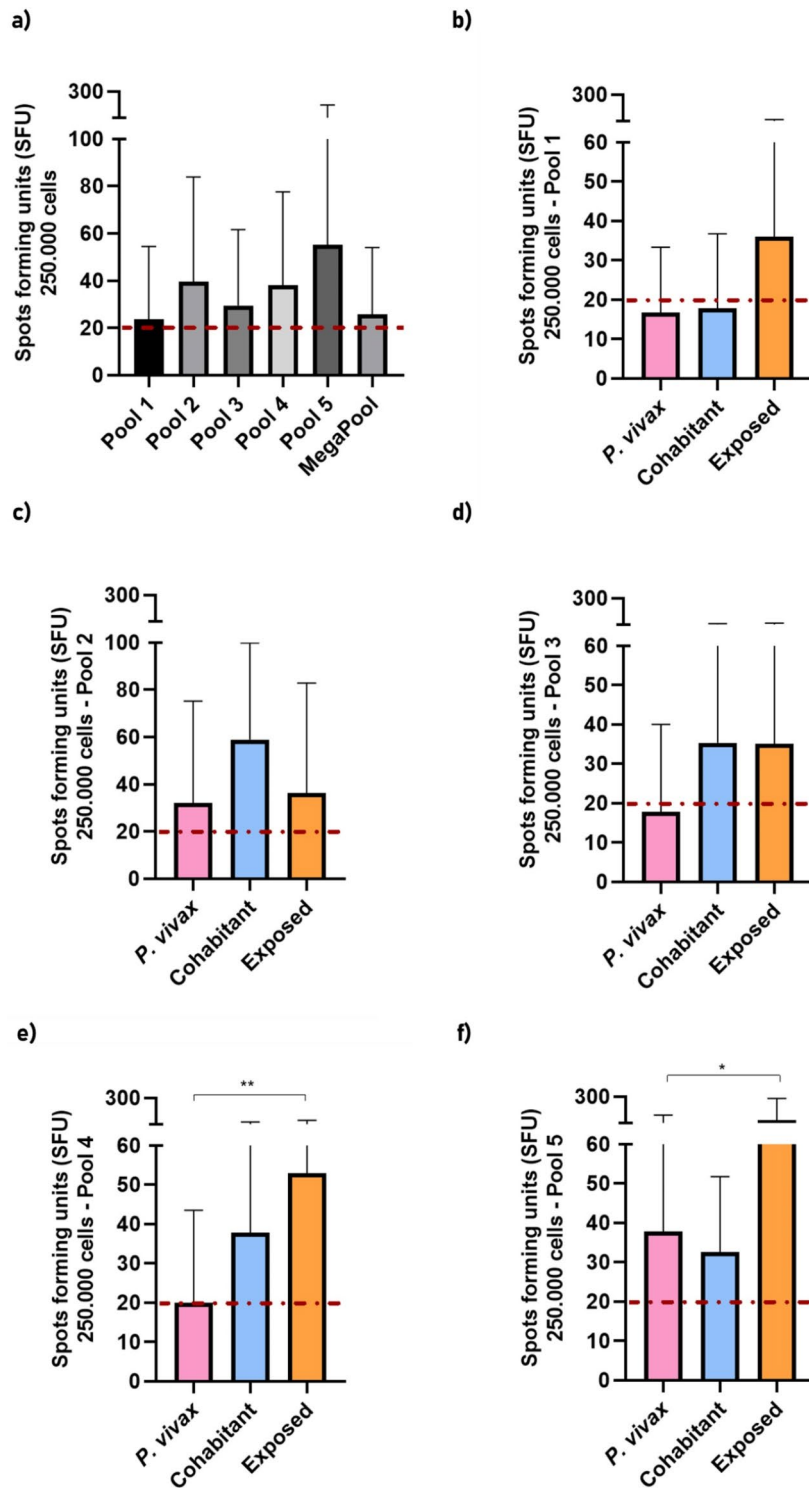 a)
Spots forming units (SFU)
250.000 cells
300
100
80
60
40
20
0
Pool 1
Pool 2
Pool 3
Pool 4
Pool 5
MegaPool
b)
Spots forming units (SFU)
250.000 cells - Pool 1
300
60
50
40
30
20
10
0
P. vivax
Cohabitant
Exposed
c)
Spots forming units (SFU)
250.000 cells - Pool 2
300
100
80
60
40
20
0
P. vivax
Cohabitant
Exposed
d)
Spots forming units (SFU)
250.000 cells - Pool 3
300
60
50
40
30
20
10
0
P. vivax
Cohabitant
Exposed
e)
Spots forming units (SFU)
250.000 cells - Pool 4
300
60
50
40
30
20
10
0
**
P. vivax
Cohabitant
Exposed
f)
Spots forming units (SFU)
250.000 cells - Pool 5
300
60
50
40
30
20
10
0
*
P. vivax
Cohabitant
Exposed